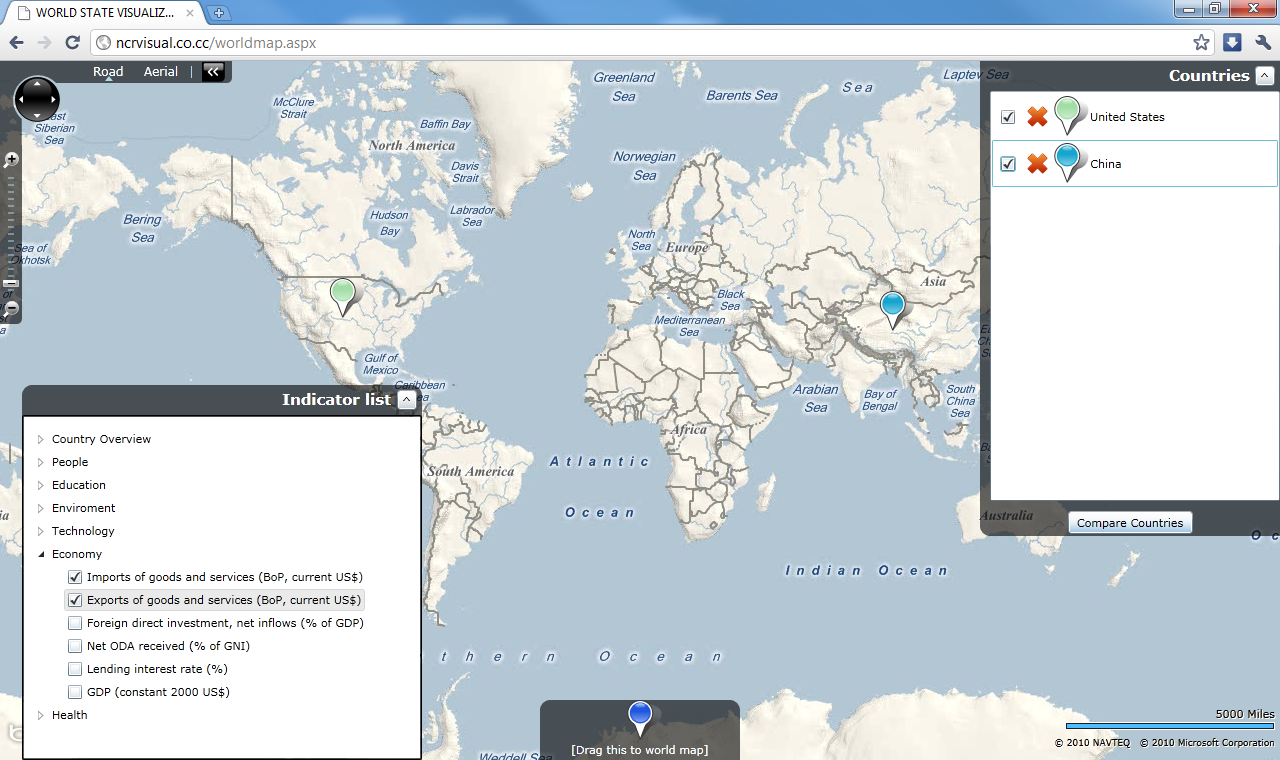 WORLD STATE VISUALIZ...
ncrvisual.co.cc/worldmap.aspx
Road Aerial |
Countries
United States
China
Compare Countries
Greenland
Sea
Barents Sea
Sea
Laptev Sea
McClure
Strait
Siberian
Sea
Baffin Bay
North America
Davis
Strait
Norwegian
Sea
Labrador
Sea
Hudson
Bay
Bering
Sea
Sea of
Okhotsk
North
Sea
Europe
Asia
Black
Sea
Mediterranean
Sea
Gulf of
Mexico
Caribbean
Arabian
Sea
Bay of
Bengal
South
China
Sea
Africa
South America
Atlantic
Ocean
Australia
Indian Ocean
Ocean
Weddell Sea
Indicator list
Country Overview
People
Education
Enviroment
Technology
Economy
Imports of goods and services (BoP, current US$)
Exports of goods and services (BoP, current US$)
Foreign direct investment, net inflows (% of GDP)
Net ODA received (% of GNI)
Lending interest rate (%)
GDP (constant 2000 US$)
Health
[Drag this to world map]
5000 Miles
© 2010 NAVTEQ © 2010 Microsoft Corporation